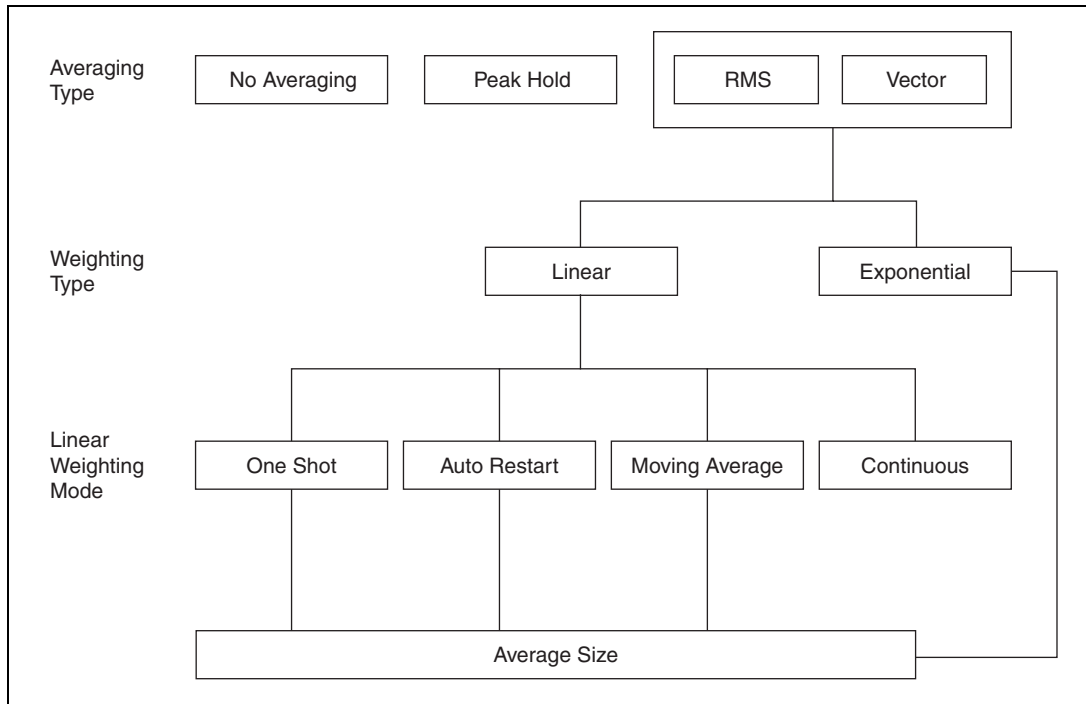 Averaging
Type
No Averaging
Peak Hold
RMS
Vector
Weighting
Type
Linear
Exponential
Linear
Weighting
Mode
One Shot
Auto Restart
Moving Average
Continuous
Average Size